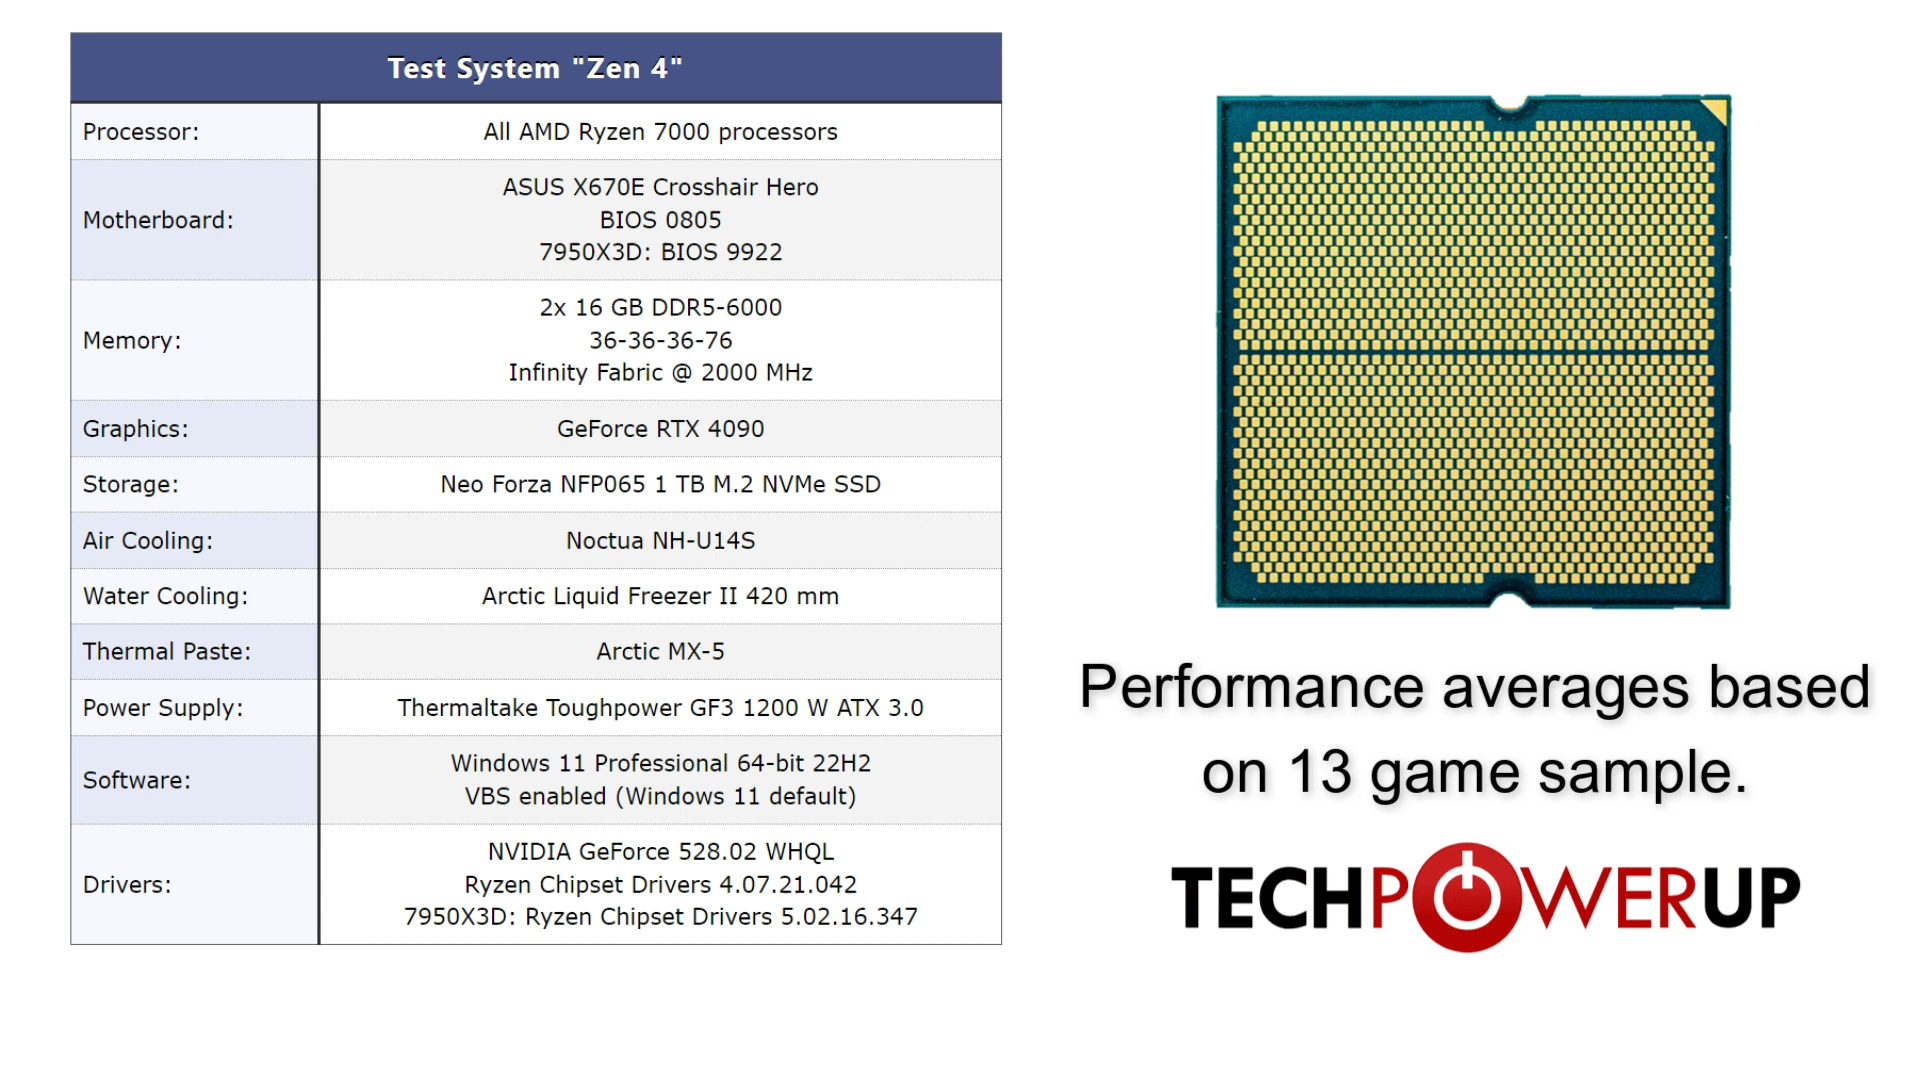 Test System "Zen 4"
Processor:
All AMD Ryzen 7000 processors
Motherboard:
ASUS X670E Crosshair Hero
BIOS 0805
7950X3D: BIOS 9922
Memory:
2x 16 GB DDR5-6000
36-36-36-76
Infinity Fabric @ 2000 MHz
Graphics:
GeForce RTX 4090
Storage:
Neo Forza NFP065 1 TB M.2 NVMe SSD
Air Cooling:
Noctua NH-U14S
Water Cooling:
Arctic Liquid Freezer II 420 mm
Thermal Paste:
Arctic MX-5
Power Supply:
Thermaltake Toughpower GF3 1200 W ATX 3.0
Software:
Windows 11 Professional 64-bit 22H2
VBS enabled (Windows 11 default)
Drivers:
NVIDIA GeForce 528.02 WHQL
Ryzen Chipset Drivers 4.07.21.042
7950X3D: Ryzen Chipset Drivers 5.02.16.347
Performance averages based
on 13 game sample.
TECHPOWERUP